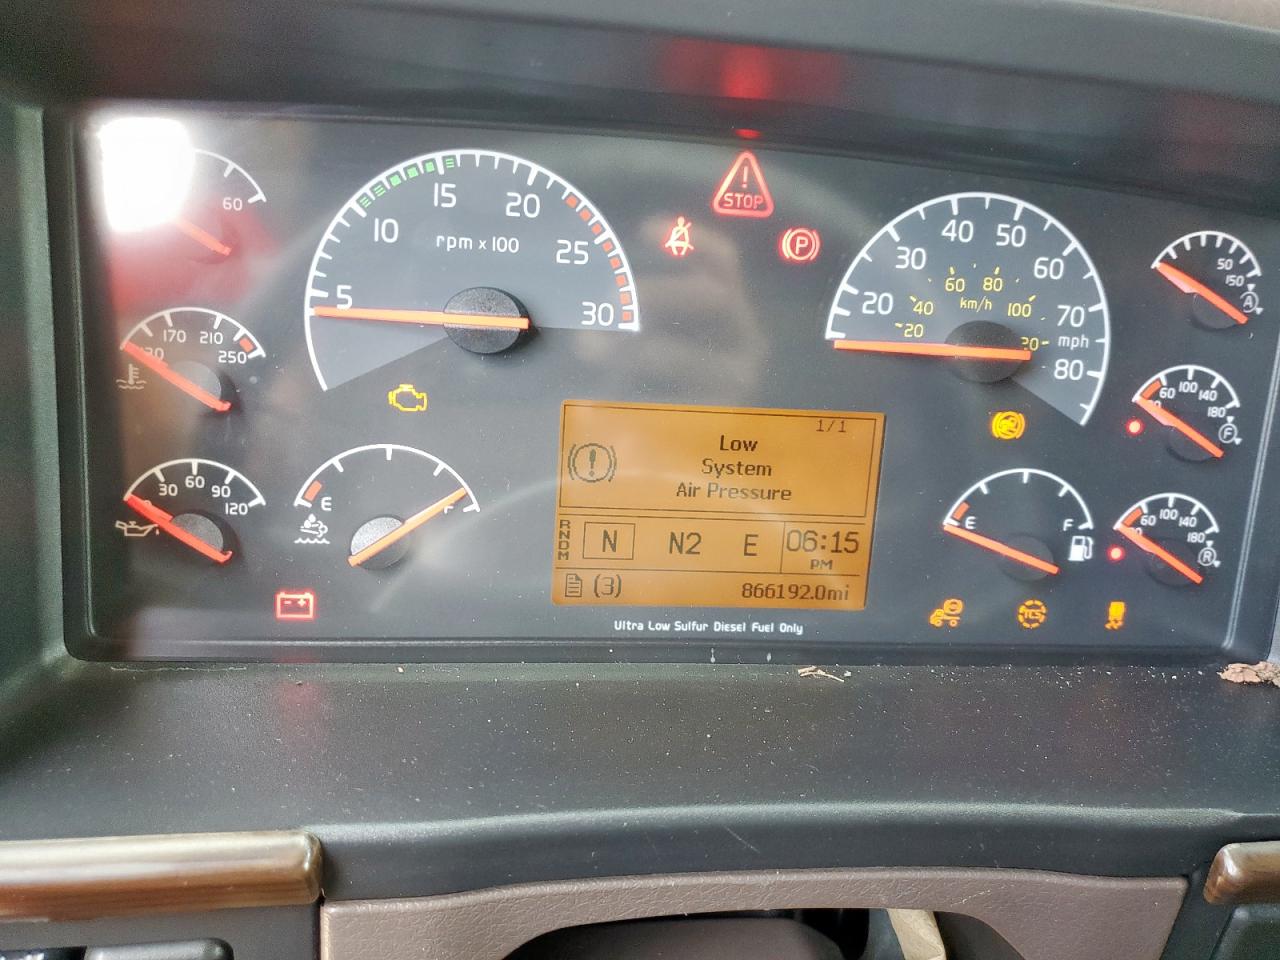 60
5
10
15
20
25
30
rpm x 100
STOP
P
20
30
40
50
60
70
80
mph
20
40
60
80
100
km/h
50
150
A
170
210
250
60
100
140
180
F
30
60
90
120
E
F
E
F
60
100
140
180
R
1/1
Low
System
Air Pressure
RNDM
N
N2
E
06:15
PM
(3)
866192.0mi
TCS
Ultra Low Sulfur Diesel Fuel Only